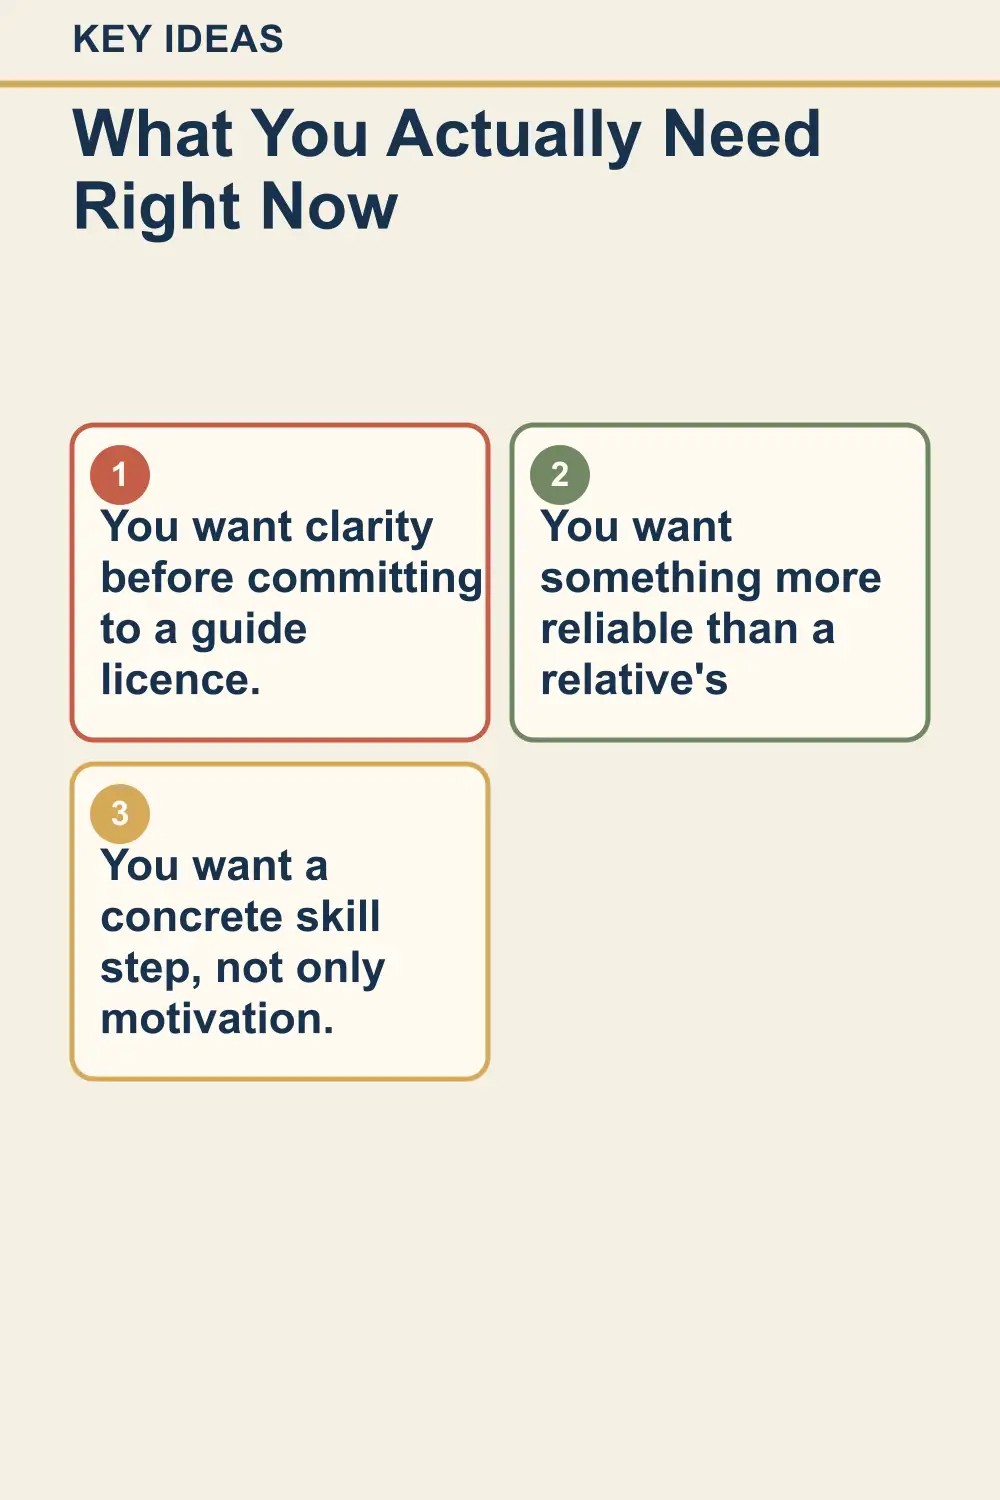 KEY IDEAS
What You Actually Need
Right Now
1
You want clarity
before committing
to a guide
licence.
2
You want
something more
reliable than a
relative's
3
You want a
concrete skill
step, not only
motivation.